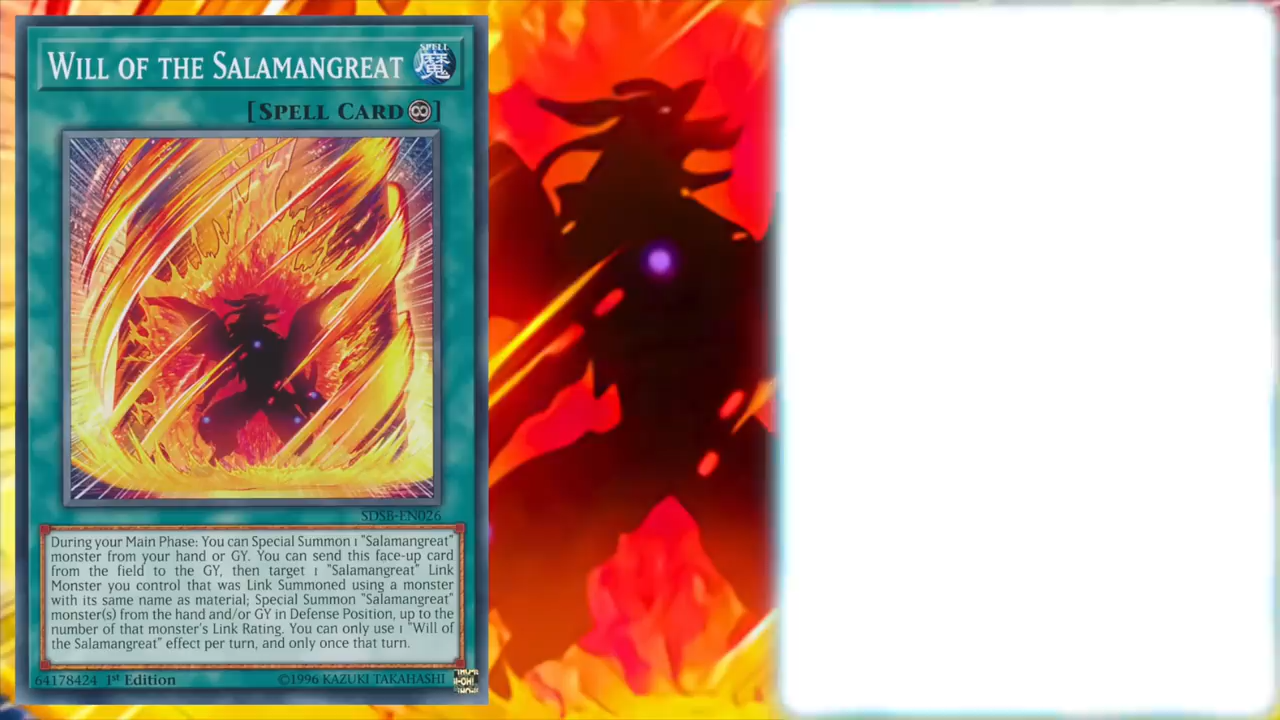 WILL OF THE SALAMANGREAT
SPELL
魔
[SPELL CARD]
SDSB-EN026
During your Main Phase: You can Special Summon 1 "Salamangreat"
monster from your hand or GY. You can send this face-up card
from the field to the GY, then target 1 "Salamangreat" Link
Monster you control that was Link Summoned using a monster
with its same name as material; Special Summon "Salamangreat"
monster(s) from the hand and/or GY in Defense Position, up to the
number of that monster's Link Rating. You can only use 1 "Will of
the Salamangreat" effect per turn, and only once that turn.
64178424 1st Edition
©1996 KAZUKI TAKAHASHI